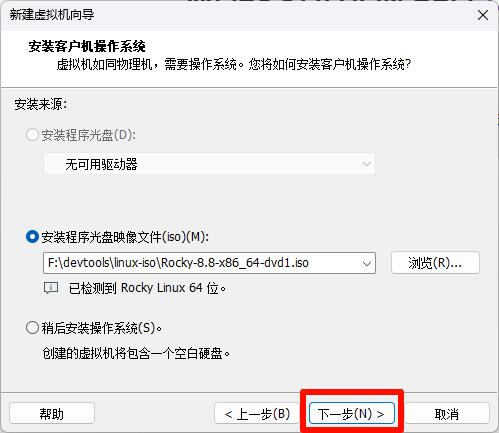 新建虚拟机向导
安装客户机操作系统
虚拟机如同物理机，需要操作系统。您将如何安装客户机操作系统?
安装来源:
安装程序光盘(D):
无可用驱动器
安装程序光盘映像文件(iso)(M):
F:\devtools\linux-iso\Rocky-8.8-x86_64-dvd1.iso
浏览(R)...
已检测到 Rocky Linux 64 位。
稍后安装操作系统(S)。
创建的虚拟机将包含一个空白硬盘。
帮助
< 上一步(B)
下一步(N) >
取消